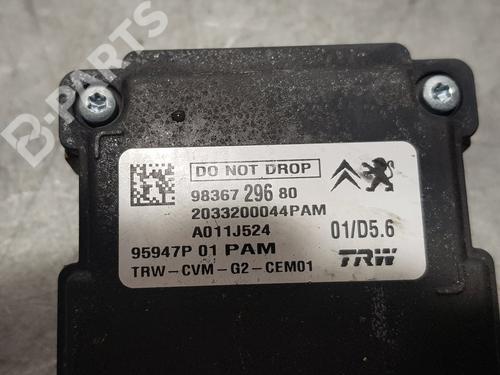 B-PARTS
DO NOT DROP
98367 296 80
2033200044PAM
A011J524 01/D5.6
95947P 01 PAM TRW
TRW-CVM-G2-CEM01